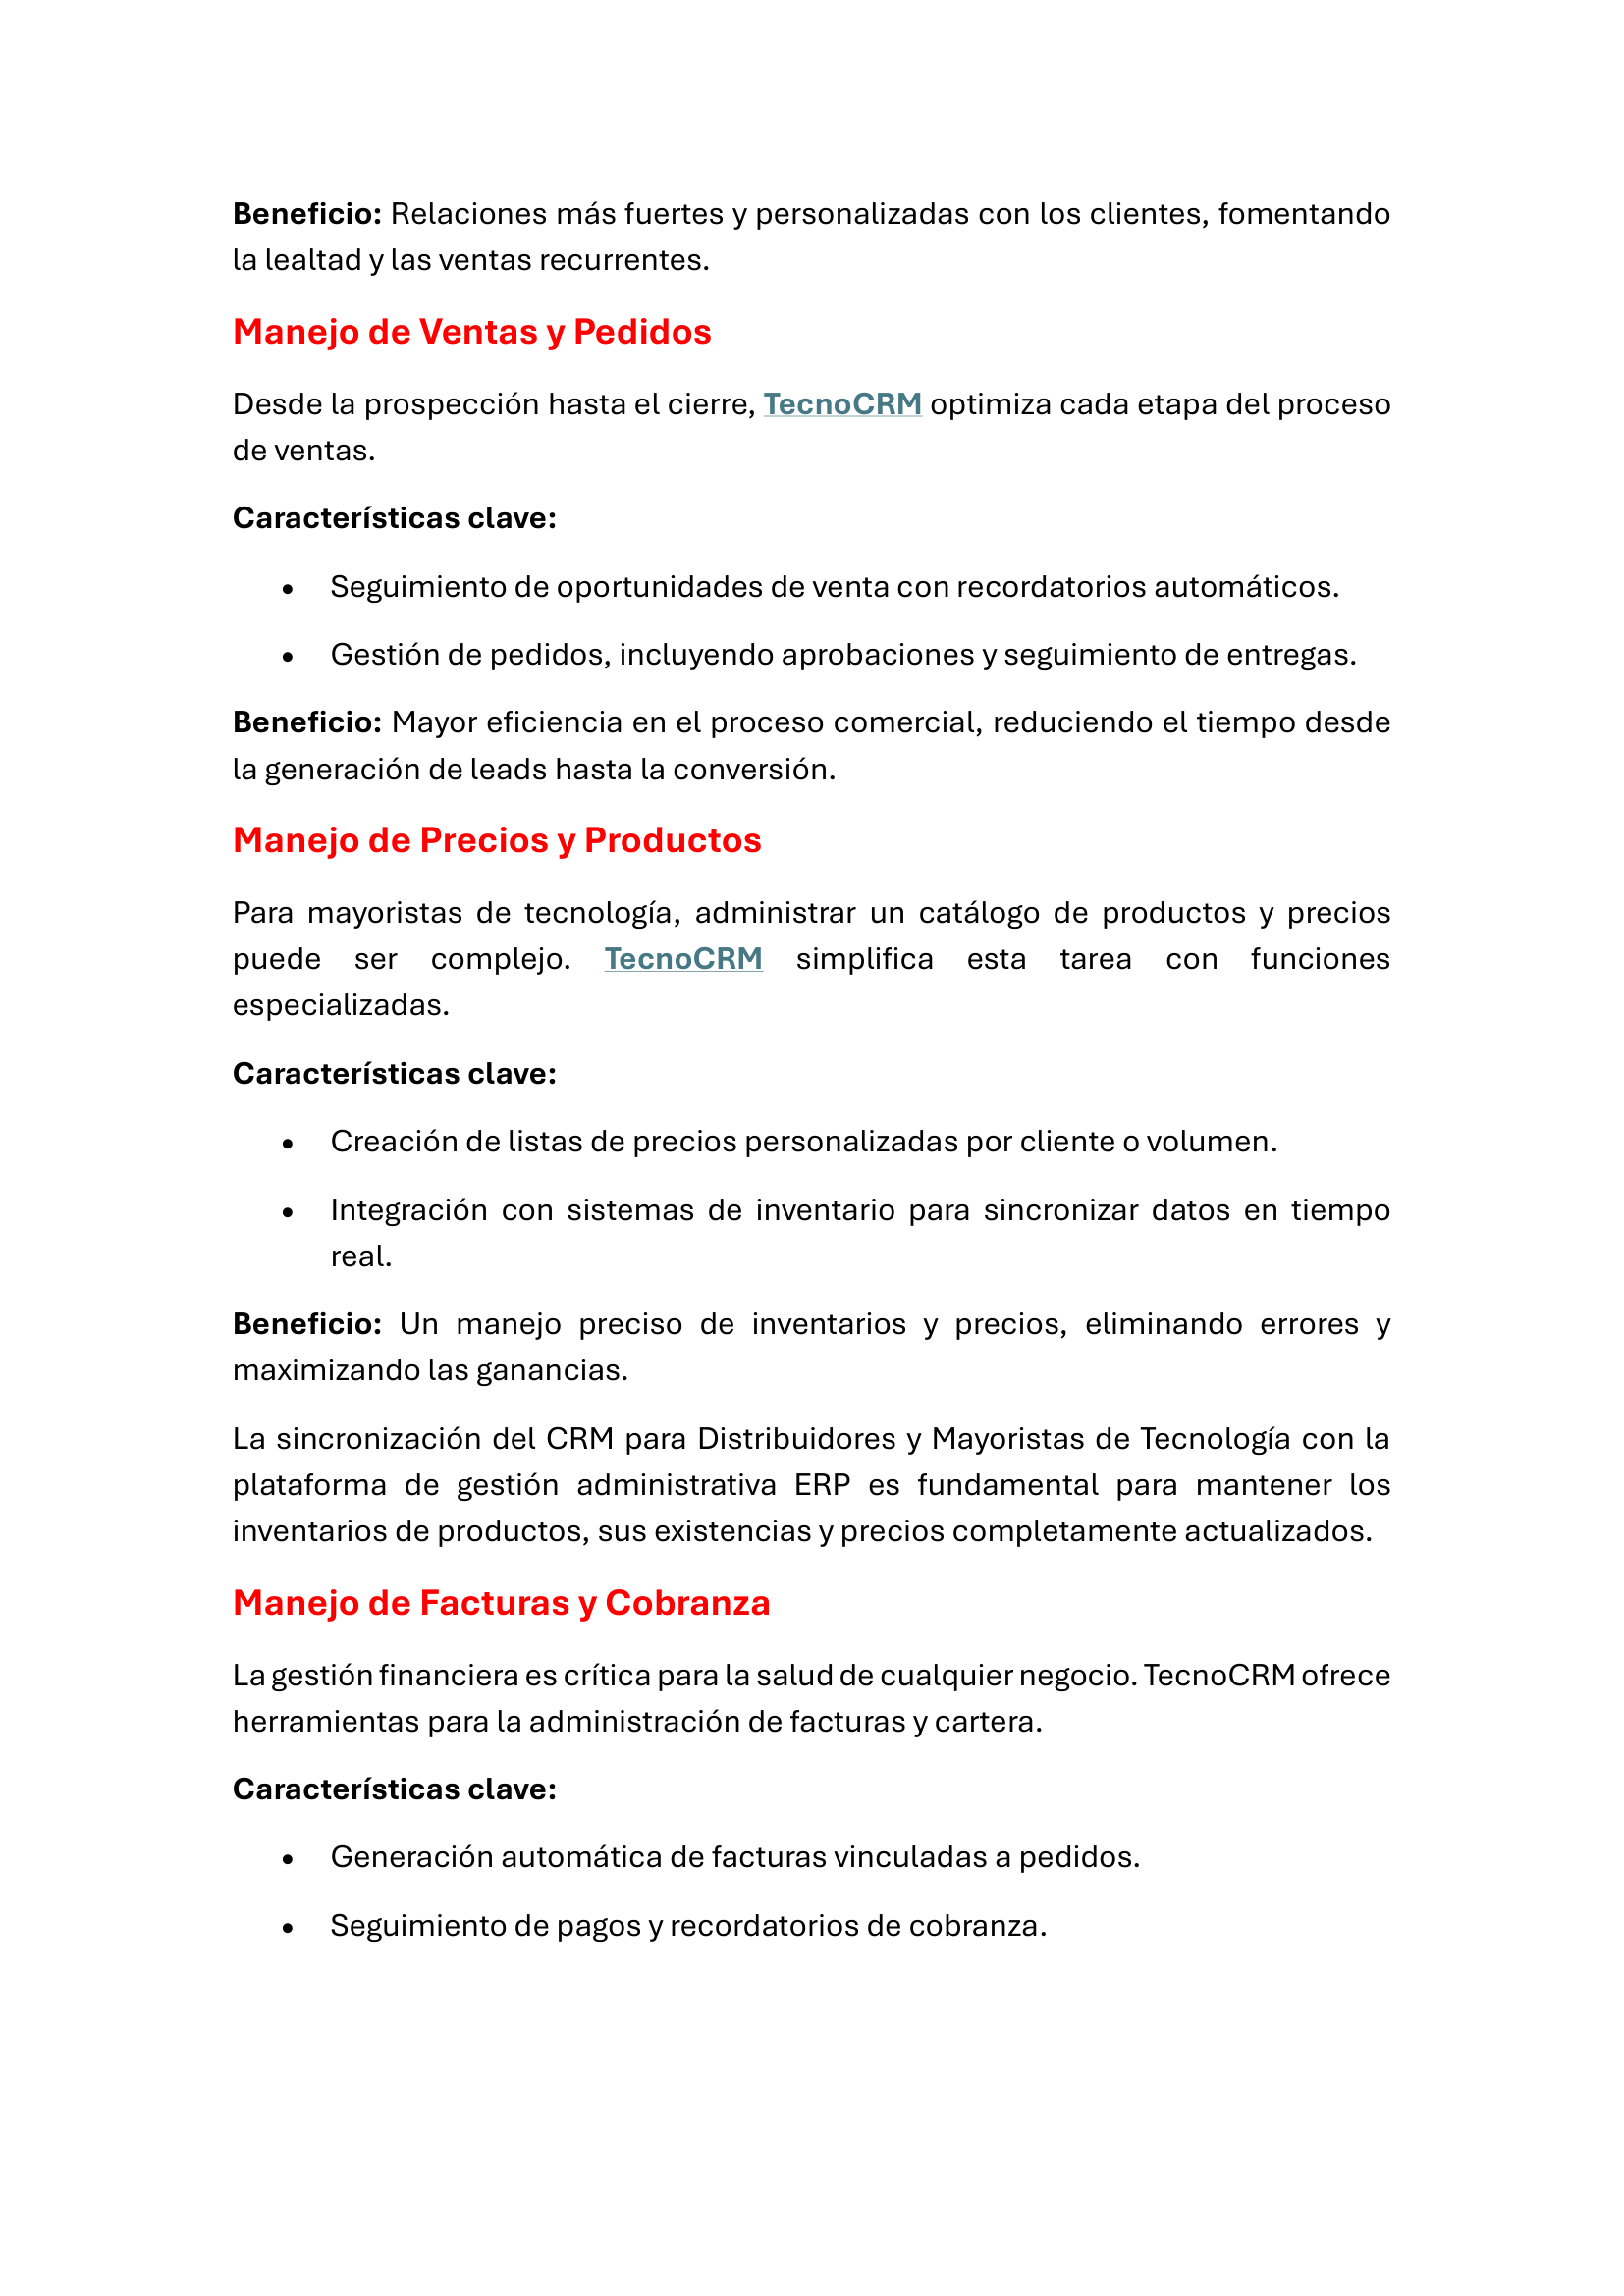 Beneficio: Relaciones más fuertes y personalizadas con los clientes, fomentando
la lealtad y las ventas recurrentes.
Manejo de Ventas y Pedidos
Desde la prospección hasta el cierre, TecnoCRM optimiza cada etapa del proceso
de ventas.
Características clave:
• Seguimiento de oportunidades de venta con recordatorios automáticos.
• Gestión de pedidos, incluyendo aprobaciones y seguimiento de entregas.
Beneficio: Mayor eficiencia en el proceso comercial, reduciendo el tiempo desde
la generación de leads hasta la conversión.
Manejo de Precios y Productos
Para mayoristas de tecnología, administrar un catálogo de productos y precios
puede ser complejo. TecnoCRM simplifica esta tarea con funciones
especializadas.
Características clave:
• Creación de listas de precios personalizadas por cliente o volumen.
• Integración con sistemas de inventario para sincronizar datos en tiempo
real.
Beneficio: Un manejo preciso de inventarios y precios, eliminando errores y
maximizando las ganancias.
La sincronización del CRM para Distribuidores y Mayoristas de Tecnología con la
plataforma de gestión administrativa ERP es fundamental para mantener los
inventarios de productos, sus existencias y precios completamente actualizados.
Manejo de Facturas y Cobranza
La gestión financiera es crítica para la salud de cualquier negocio. TecnoCRM ofrece
herramientas para la administración de facturas y cartera.
Características clave:
• Generación automática de facturas vinculadas a pedidos.
• Seguimiento de pagos y recordatorios de cobranza.